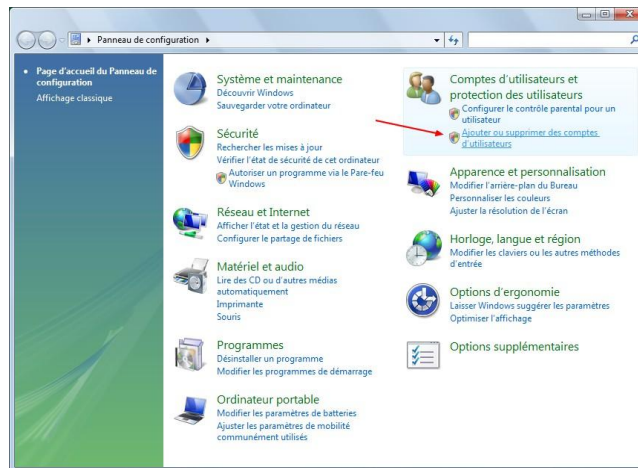 Panneau de configuration
Page d'accueil du Panneau de
configuration
Affichage classique
Système et maintenance
Découvrir Windows
Sauvegarder votre ordinateur
Sécurité
Rechercher les mises à jour
Vérifier l'état de sécurité de cet ordinateur
Autoriser un programme via le Pare-feu
Windows
Réseau et Internet
Afficher l'état et la gestion du réseau
Configurer le partage de fichiers
Matériel et audio
Lire des CD ou d'autres médias
automatiquement
Imprimante
Souris
Programmes
Désinstaller un programme
Modifier les programmes de démarrage
Ordinateur portable
Modifier les paramètres de batteries
Ajuster les paramètres de mobilité
communément utilisés
Comptes d'utilisateurs et
protection des utilisateurs
Configurer le contrôle parental pour un
utilisateur
Ajouter ou supprimer des comptes
d'utilisateurs
Apparence et personnalisation
Modifier l'arrière-plan du Bureau
Personnaliser les couleurs
Ajuster la résolution de l'écran
Horloge, langue et région
Modifier les claviers ou les autres méthodes
d'entrée
Options d'ergonomie
Laisser Windows suggérer les paramètres
Optimiser l'affichage
Options supplémentaires